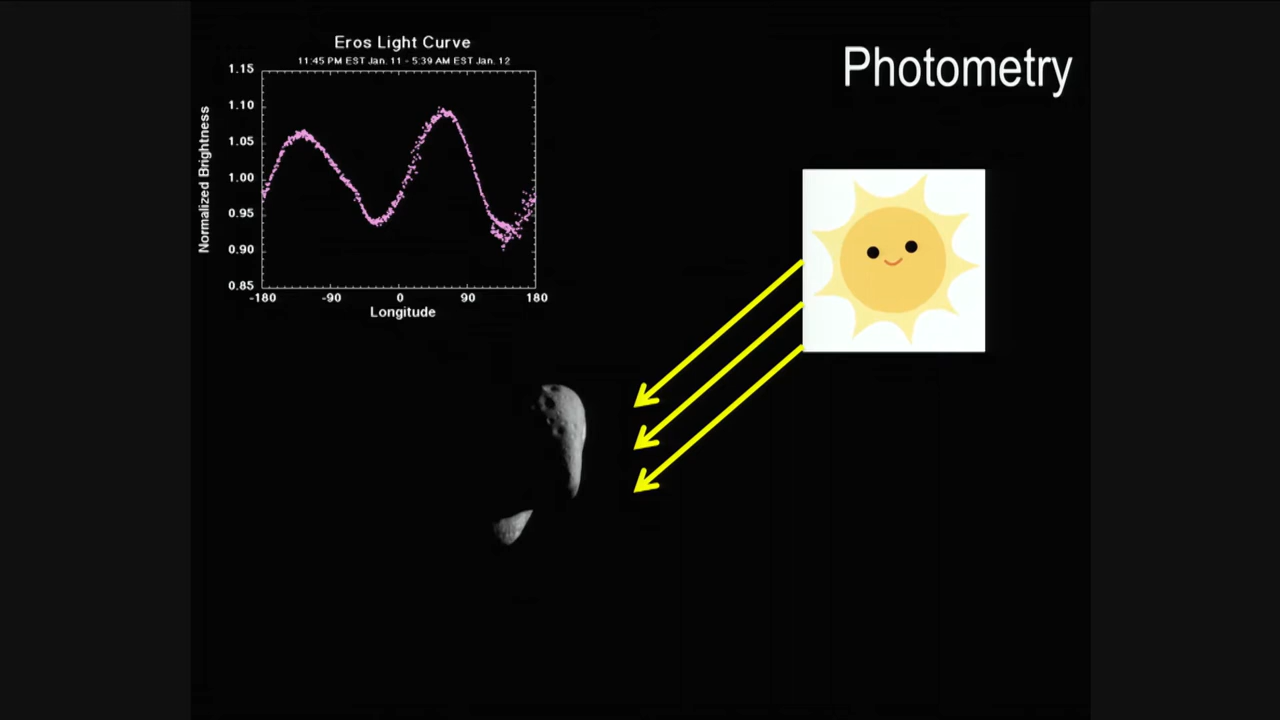 Photometry
Eros Light Curve
11:45 PM EST Jan. 11 - 5:39 AM EST Jan. 12
1.15
1.10
1.05
1.00
0.95
0.90
0.85
Normalized Brightness
-180 -90 0 90 180
Longitude